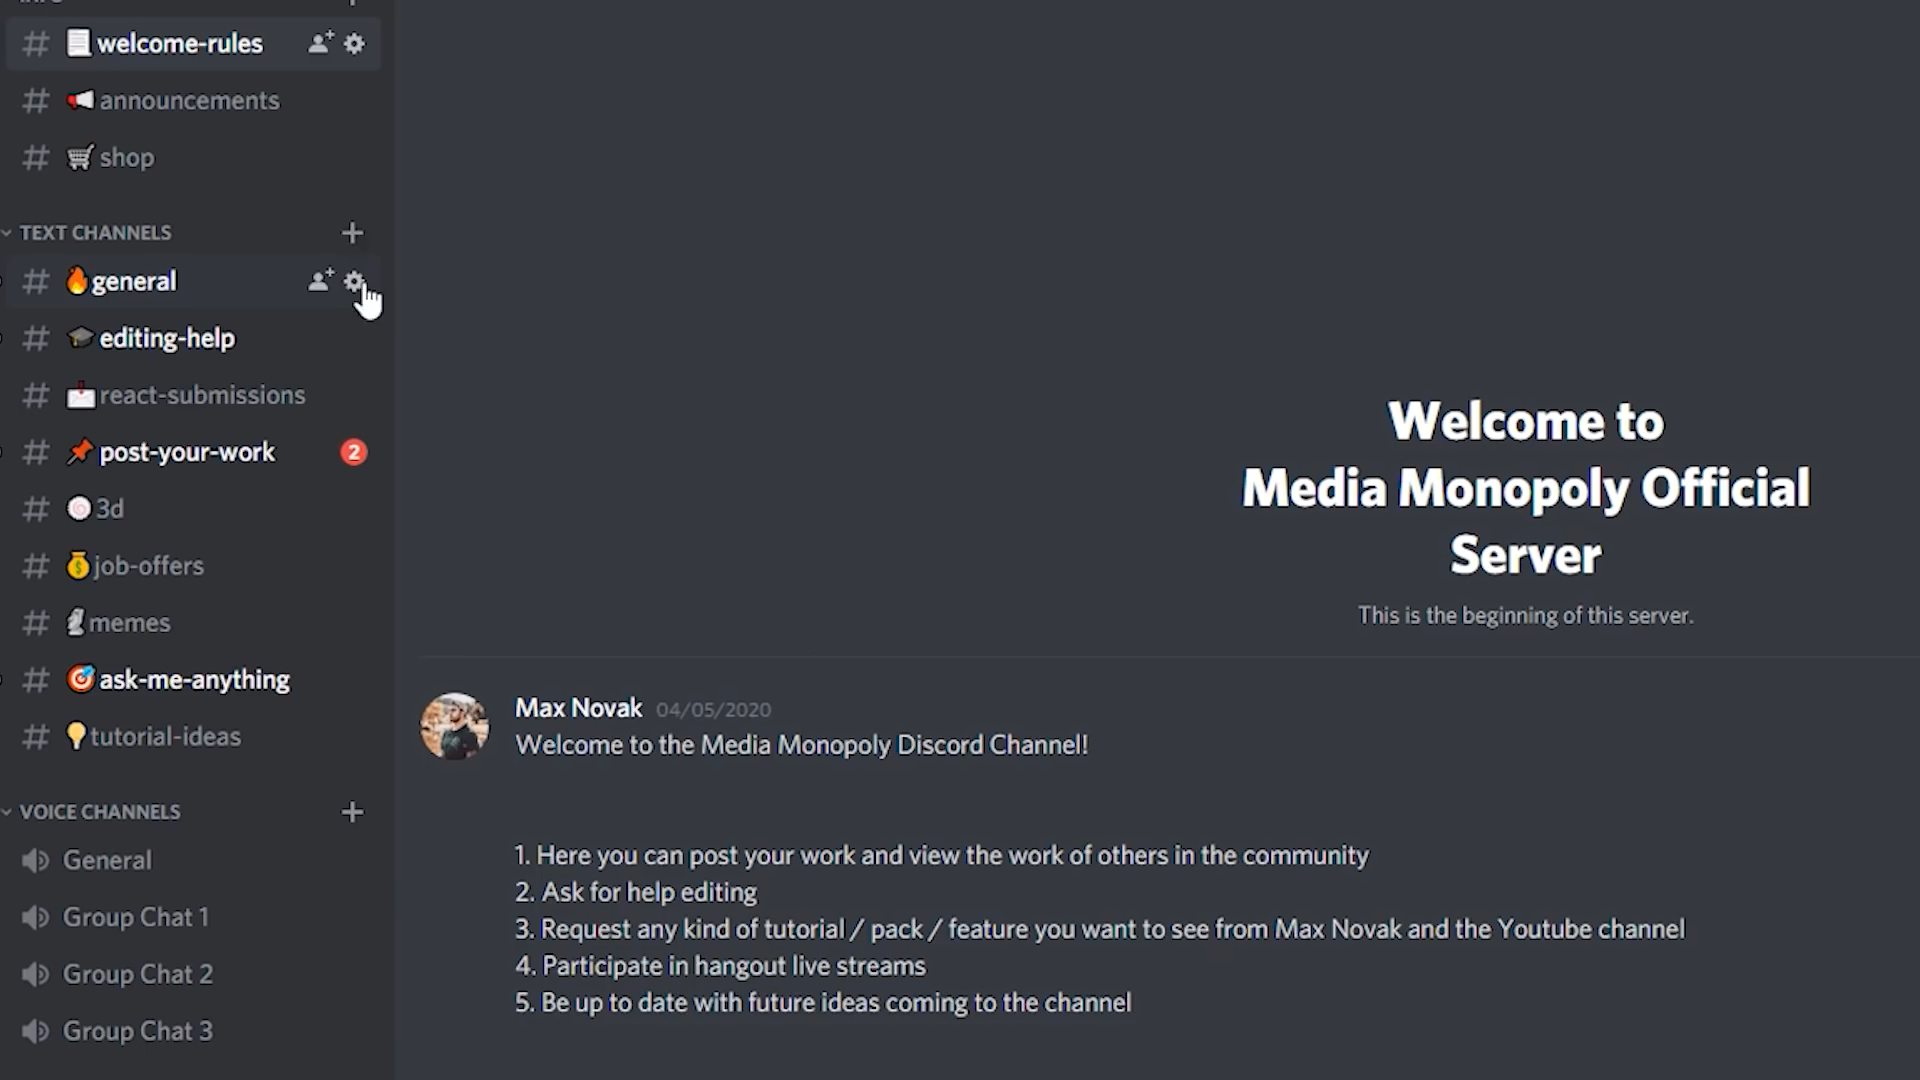 welcome-rules
announcements
shop
TEXT CHANNELS
general
editing-help
react-submissions
post-your-work 2
3d
job-offers
memes
ask-me-anything
tutorial-ideas
VOICE CHANNELS
General
Group Chat 1
Group Chat 2
Group Chat 3
Welcome to
Media Monopoly Official
Server
This is the beginning of this server.
Max Novak 04/05/2020
Welcome to the Media Monopoly Discord Channel!
1. Here you can post your work and view the work of others in the community
2. Ask for help editing
3. Request any kind of tutorial / pack / feature you want to see from Max Novak and the Youtube channel
4. Participate in hangout live streams
5. Be up to date with future ideas coming to the channel